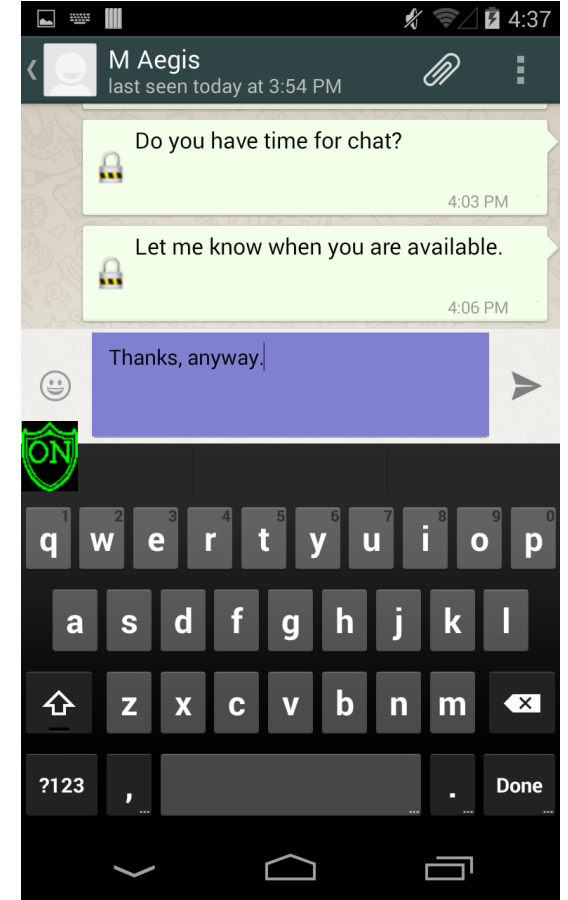 4:37
M Aegis
last seen today at 3:54 PM
Do you have time for chat?
4:03 PM
Let me know when you are available.
4:06 PM
Thanks, anyway.
ON
1 2 3 4 5 6 7 8 9 0
q w e r t y u i o p
a s d f g h j k l
z x c v b n m
?123 , ... ... . ... Done ...